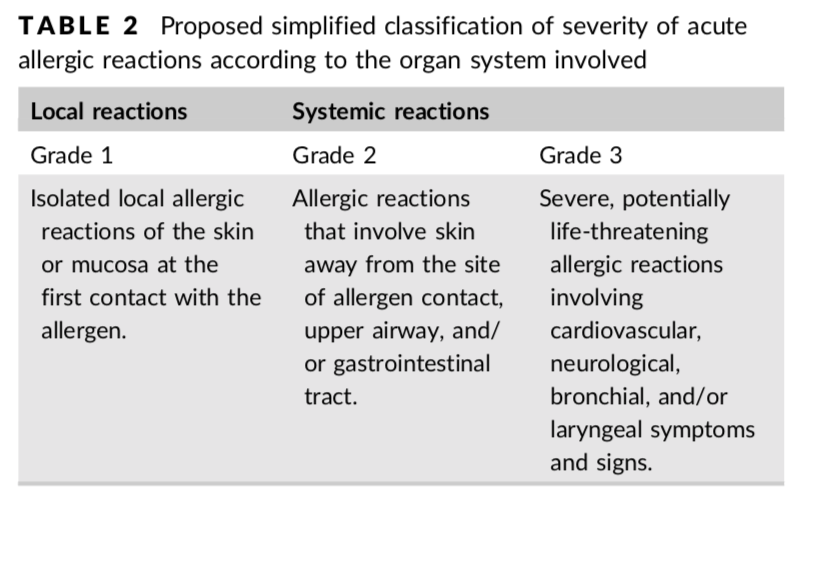 TABLE 2 Proposed simplified classification of severity of acute
allergic reactions according to the organ system involved
Local reactions
Systemic reactions
Grade 1
Grade 2
Grade 3
Isolated local allergic
reactions of the skin
or mucosa at the
first contact with the
allergen.
Allergic reactions
that involve skin
away from the site
of allergen contact,
upper airway, and/
or gastrointestinal
tract.
Severe, potentially
life-threatening
allergic reactions
involving
cardiovascular,
neurological,
bronchial, and/or
laryngeal symptoms
and signs.